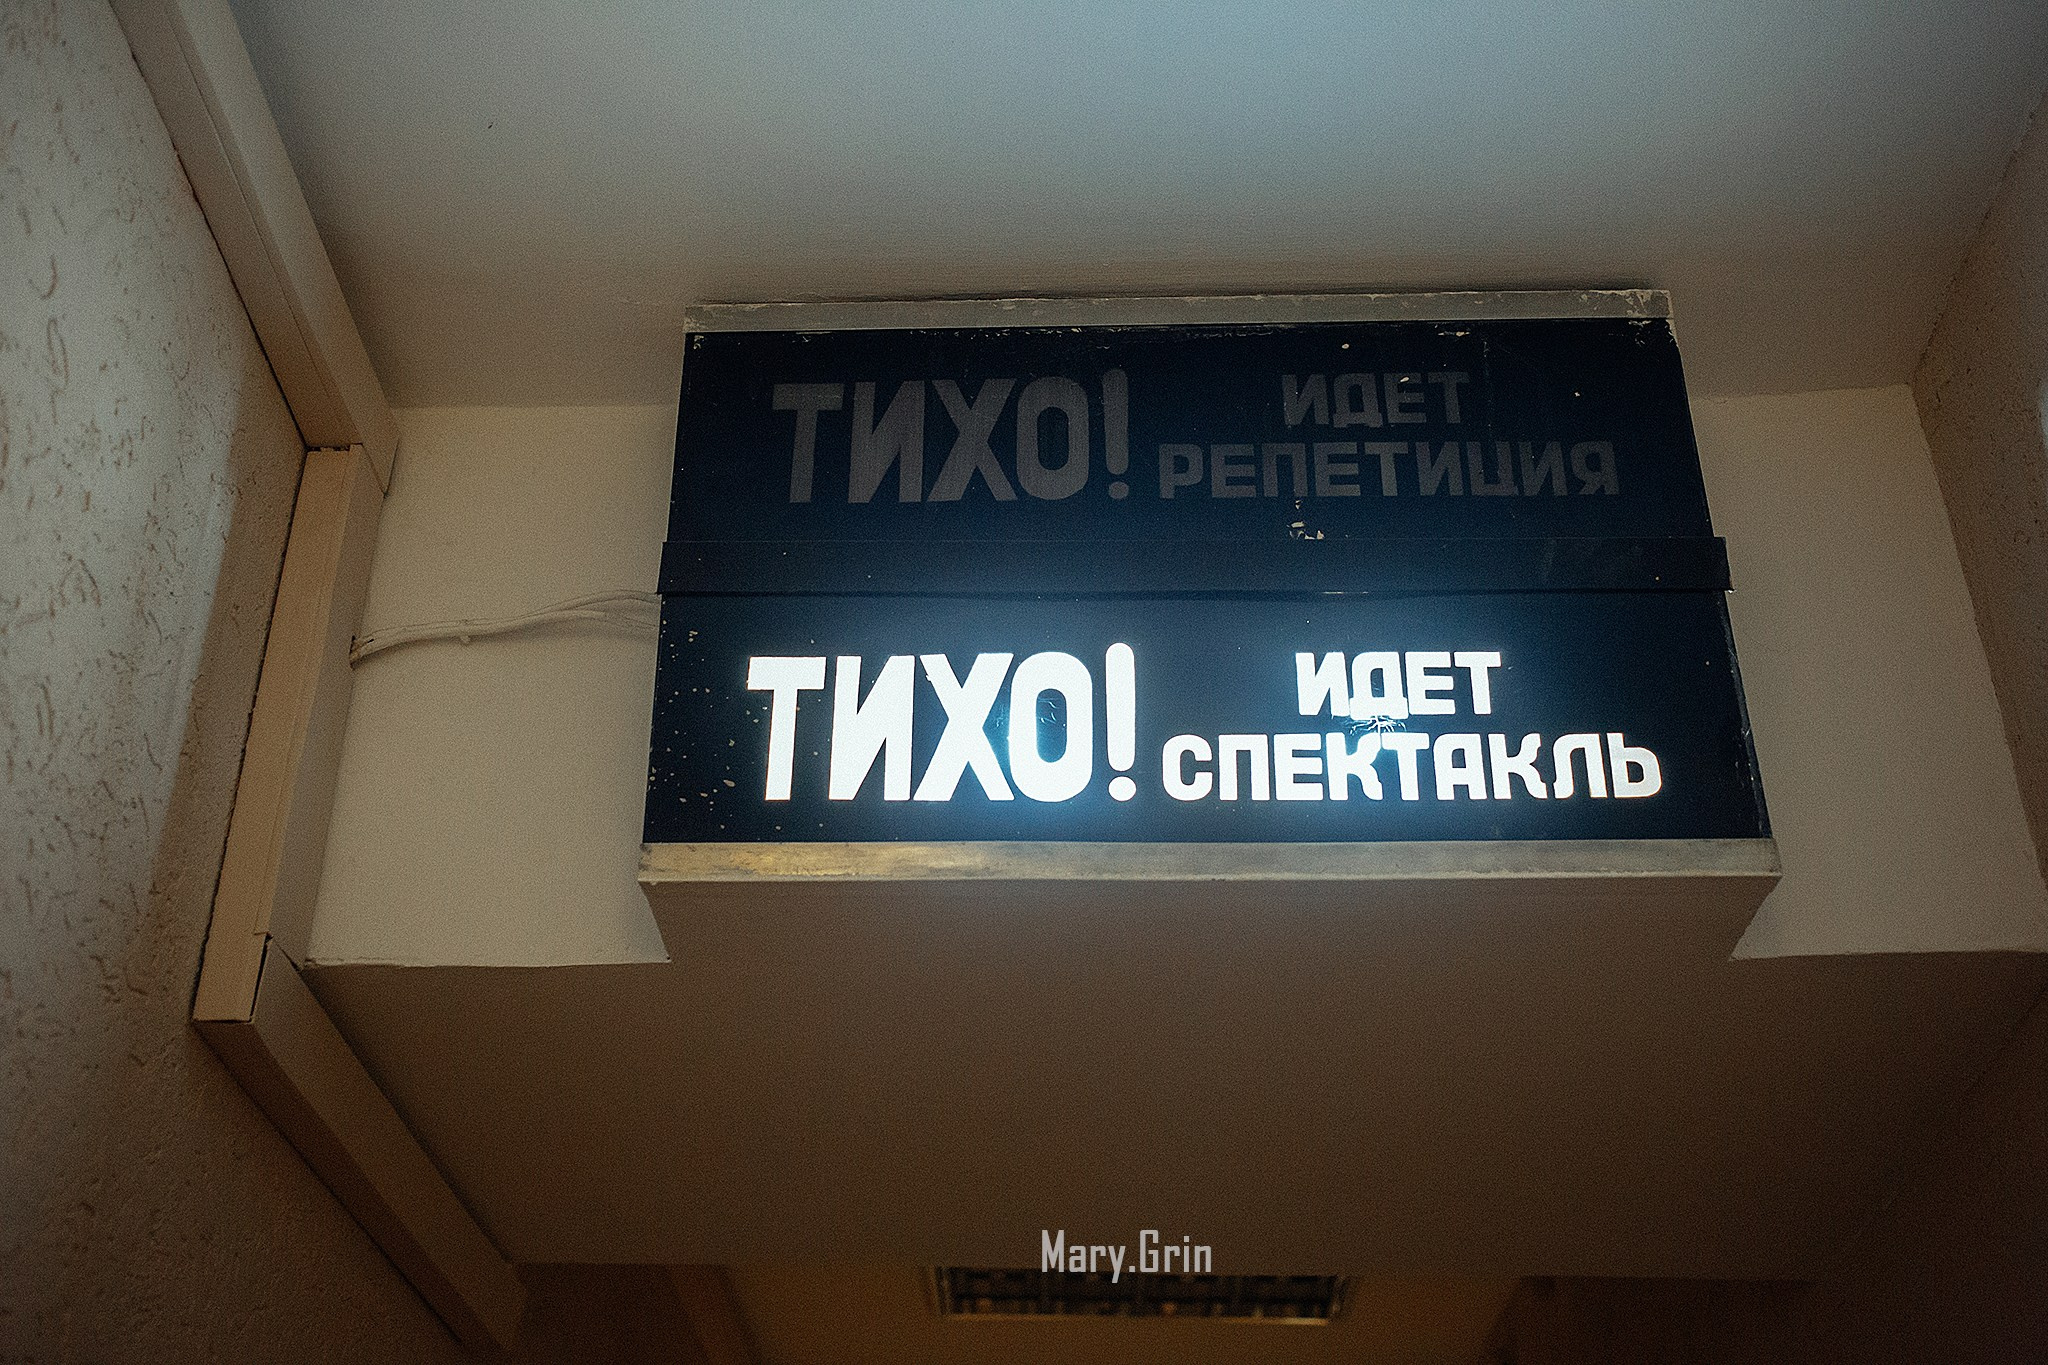 ТИХО! ИДЕТ
РЕПЕТИЦИЯ
ТИХО! ИДЕТ
СПЕКТАКЛЬ
Mary.Grin